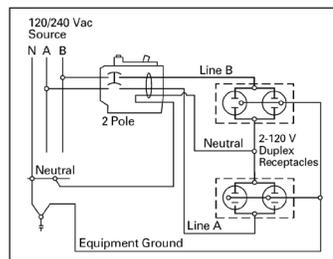 120/240 Vac
Source
N A B
Line B
2 Pole
Neutral
2-120 V
Duplex
Receptacles
Neutral
Line A
Equipment Ground